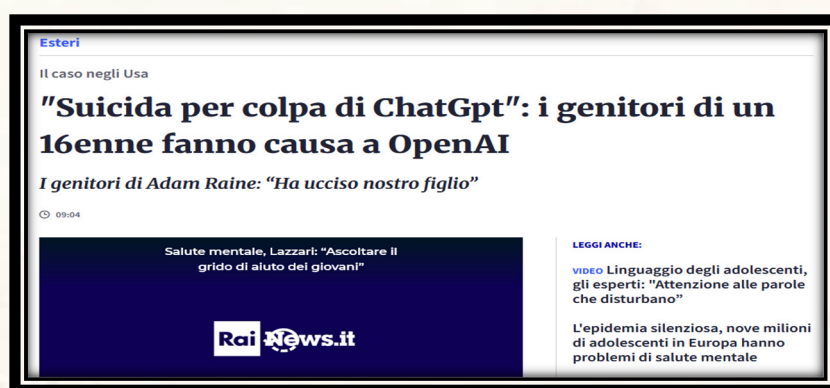 Esteri
Il caso negli Usa
"Suicida per colpa di ChatGpt": i genitori di un
16enne fanno causa a OpenAI
I genitori di Adam Raine: “Ha ucciso nostro figlio”
09:04
Salute mentale, Lazzari: “Ascoltare il
grido di aiuto dei giovani”
Rai News.it
LEGGI ANCHE:
VIDEO Linguaggio degli adolescenti,
gli esperti: "Attenzione alle parole
che disturbano”
L'epidemia silenziosa, nove milioni
di adolescenti in Europa hanno
problemi di salute mentale